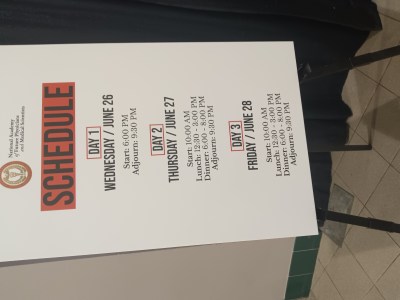 National Academy
of Future Physicians
and Medical Scientists
SCHEDULE
DAY 1
WEDNESDAY / JUNE 26
Start: 6:00 PM
Adjourn: 9:30 PM
DAY 2
THURSDAY / JUNE 27
Start: 10:00 AM
Lunch: 12:30 - 3:00 PM
Dinner: 6:00 - 8:00 PM
Adjourn: 9:30 PM
DAY 3
FRIDAY / JUNE 28
Start: 10:00 AM
Lunch: 12:30 - 3:00 PM
Dinner: 6:00 - 8:00 PM
Adjourn: 9:30 PM